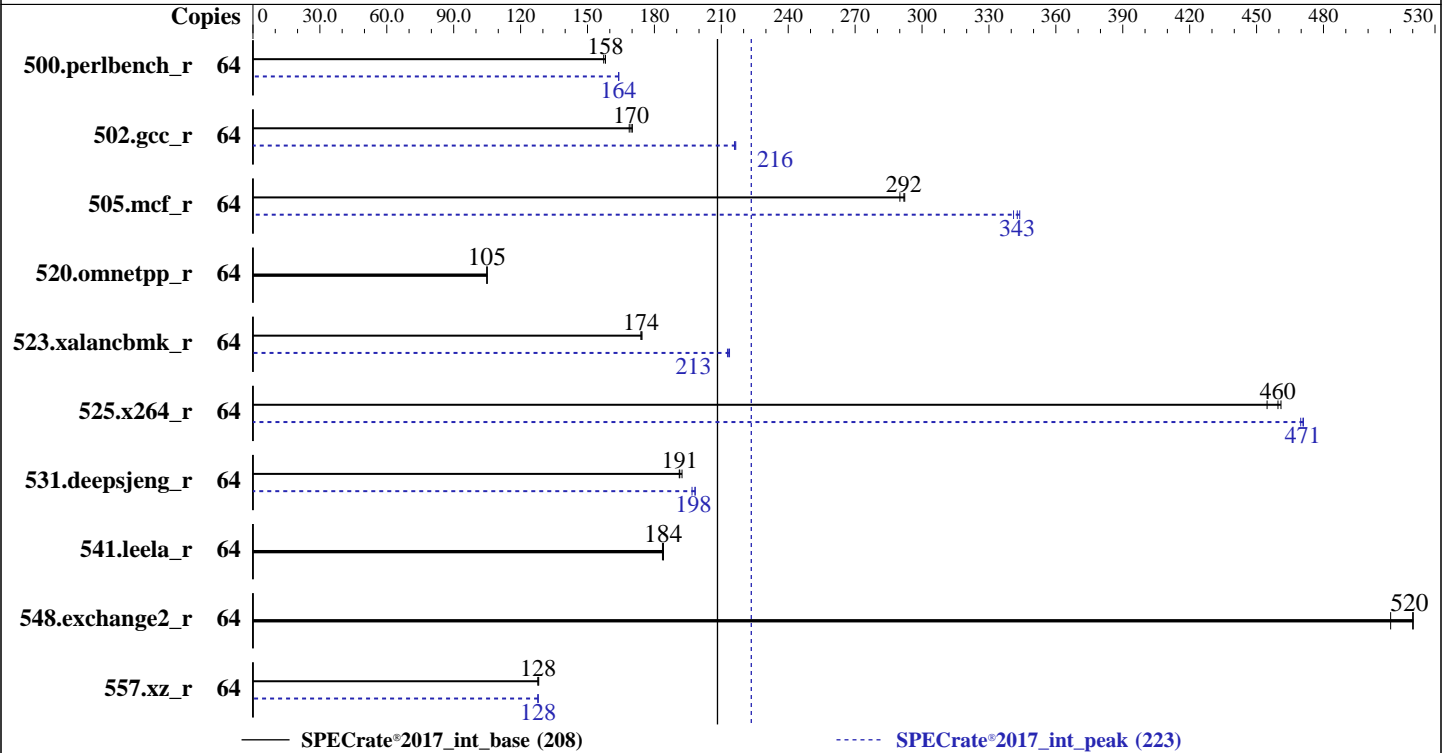 Copies 0 30.0 60.0 90.0 120 150 180 210 240 270 300 330 360 390 420 450 480 530
158
500.perlbench_r 64
164
170
502.gcc_r 64
216
292
505.mcf_r 64
343
105
520.omnetpp_r 64
174
523.xalancbmk_r 64
213
460
525.x264_r 64
471
191
531.deepsjeng_r 64
198
184
541.leela_r 64
520
548.exchange2_r 64
128
557.xz_r 64
128
SPECrate®2017_int_base (208) SPECrate®2017_int_peak (223)